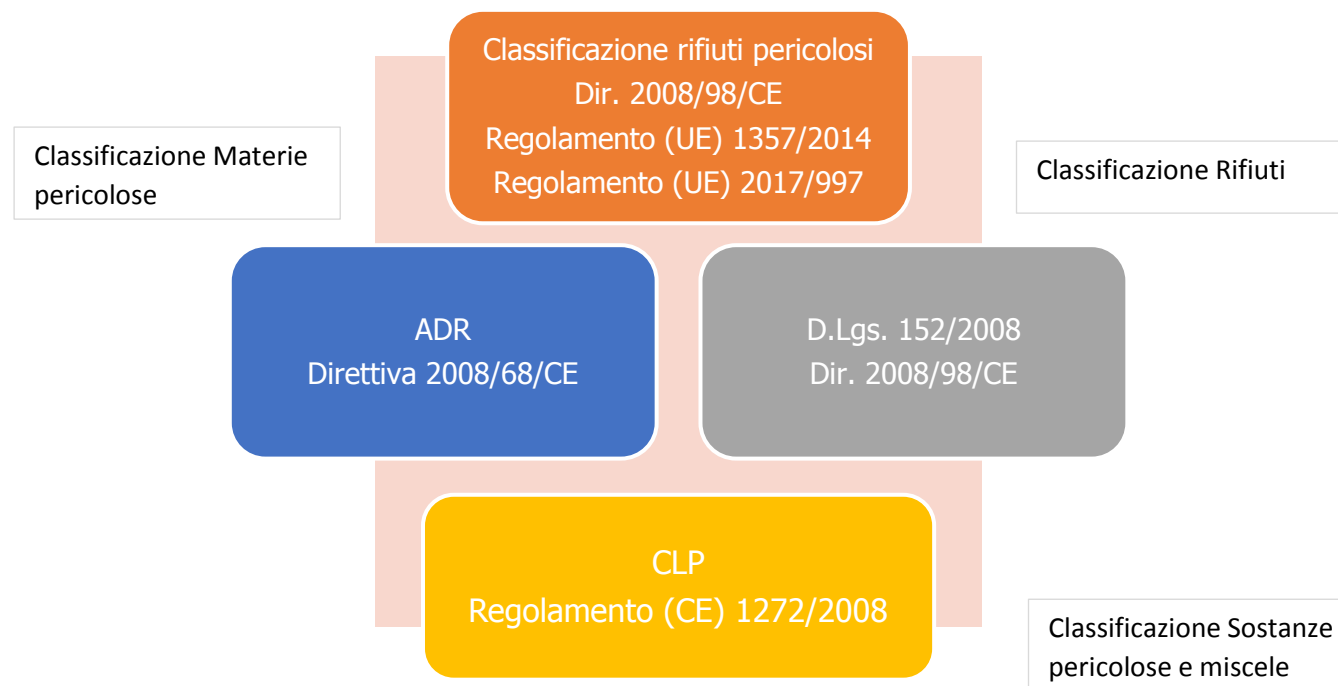 Classificazione rifiuti pericolosi
Dir. 2008/98/CE
Regolamento (UE) 1357/2014
Regolamento (UE) 2017/997
Classificazione Materie
pericolose
Classificazione Rifiuti
ADR
Direttiva 2008/68/CE
D.Lgs. 152/2008
Dir. 2008/98/CE
CLP
Regolamento (CE) 1272/2008
Classificazione Sostanze
pericolose e miscele